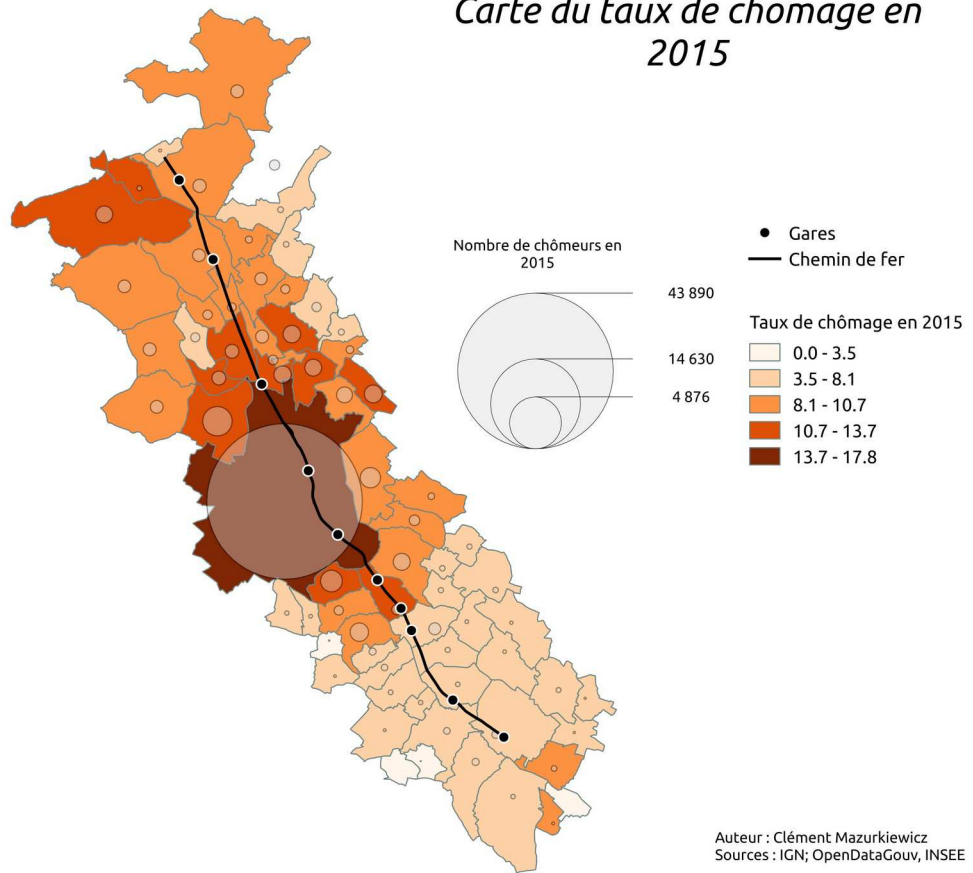 Carte du taux de chomage en
2015
Nombre de chômeurs en
2015
43 890
14 630
4 876
Gares
Chemin de fer
Taux de chômage en 2015
0.0 - 3.5
3.5 - 8.1
8.1 - 10.7
10.7 - 13.7
13.7 - 17.8
Auteur : Clément Mazurkiewicz
Sources : IGN; OpenDataGouv, INSEE